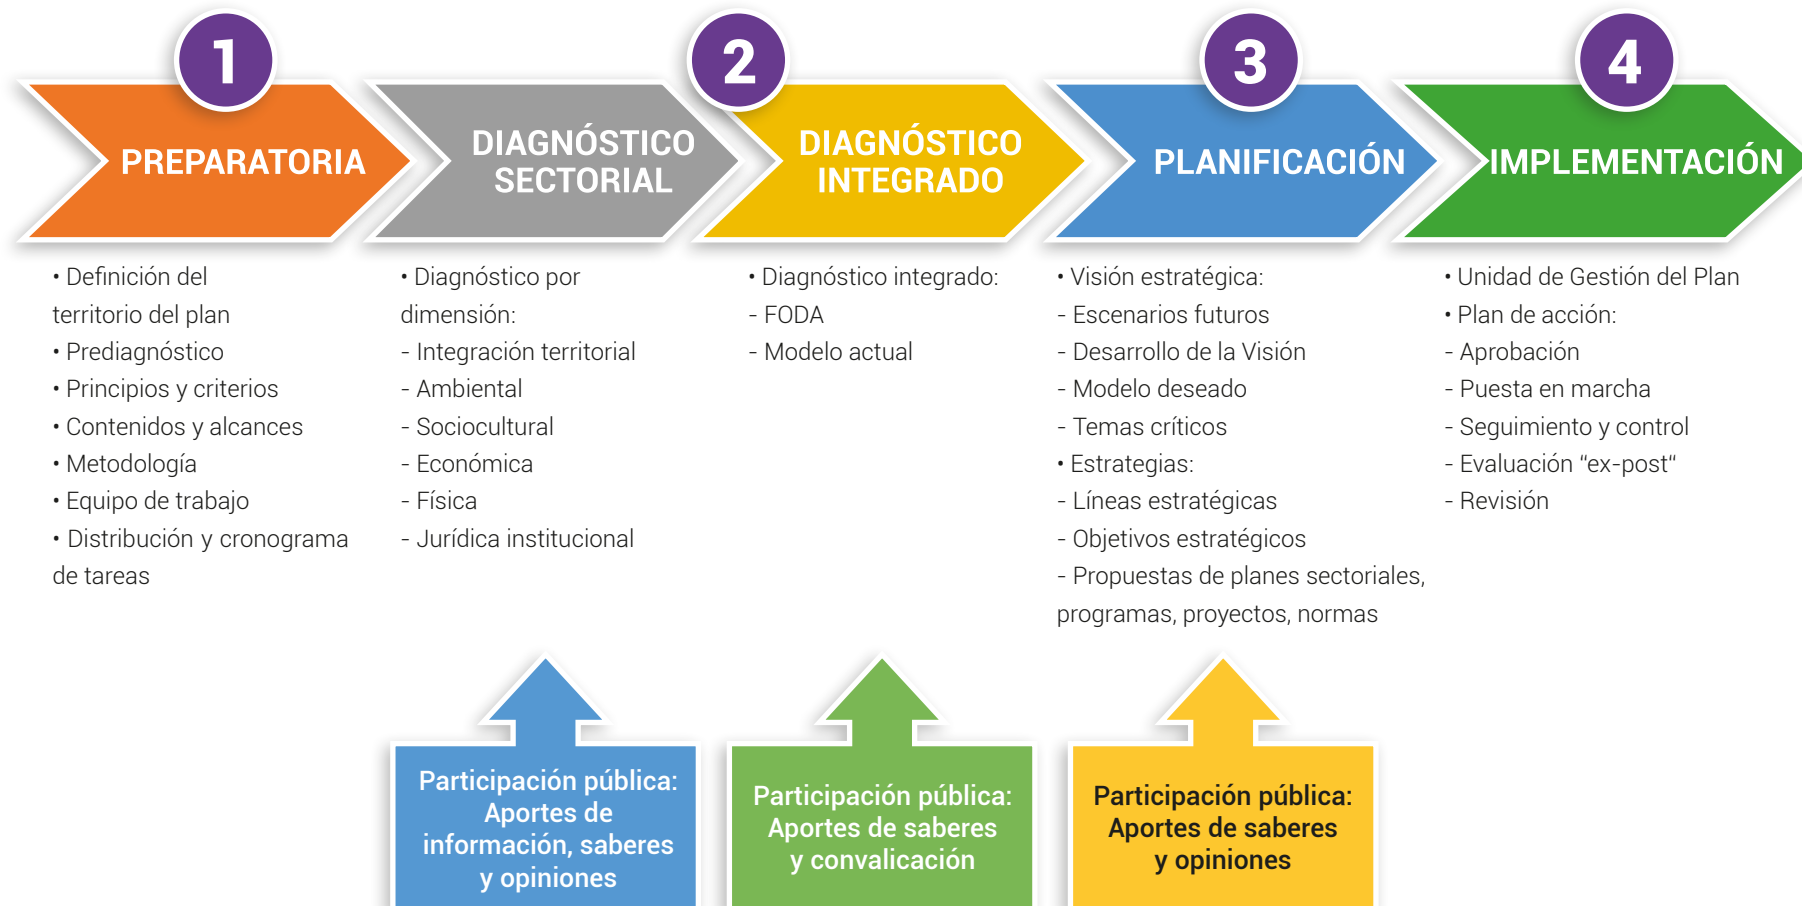 1
PREPARATORIA
• Definición del
territorio del plan
• Prediagnóstico
• Principios y criterios
• Contenidos y alcances
• Metodología
• Equipo de trabajo
• Distribución y cronograma
de tareas
2
DIAGNÓSTICO
SECTORIAL
• Diagnóstico por
dimensión:
- Integración territorial
- Ambiental
- Sociocultural
- Económica
- Física
- Jurídica institucional
DIAGNÓSTICO
INTEGRADO
• Diagnóstico integrado:
- FODA
- Modelo actual
3
PLANIFICACIÓN
• Visión estratégica:
- Escenarios futuros
- Desarrollo de la Visión
- Modelo deseado
- Temas críticos
• Estrategias:
- Líneas estratégicas
- Objetivos estratégicos
- Propuestas de planes sectoriales,
programas, proyectos, normas
4
IMPLEMENTACIÓN
• Unidad de Gestión del Plan
• Plan de acción:
- Aprobación
- Puesta en marcha
- Seguimiento y control
- Evaluación “ex-post“
- Revisión
Participación pública:
Aportes de
información, saberes
y opiniones
Participación pública:
Aportes de saberes
y convalicación
Participación pública:
Aportes de saberes
y opiniones